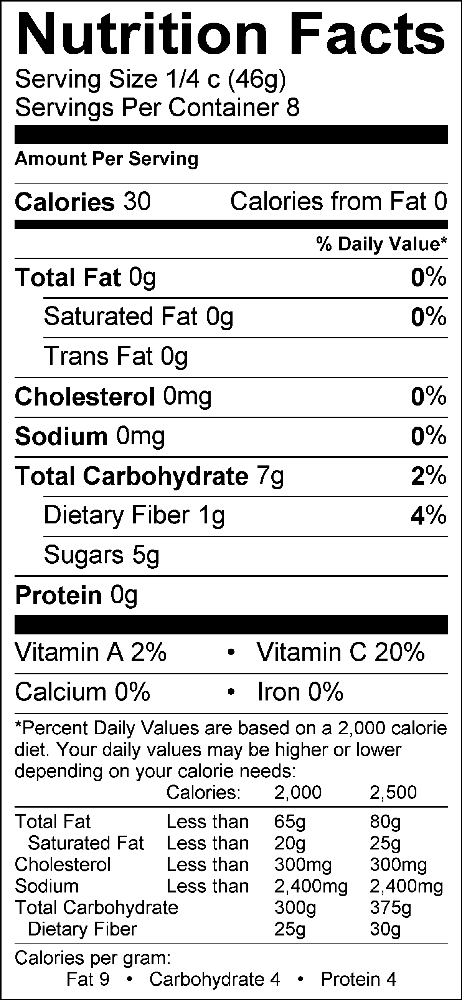 Nutrition Facts
Serving Size 1/4 c (46g)
Servings Per Container 8
Amount Per Serving
Calories 30 Calories from Fat 0
% Daily Value*
Total Fat 0g 0%
Saturated Fat 0g 0%
Trans Fat 0g
Cholesterol 0mg 0%
Sodium 0mg 0%
Total Carbohydrate 7g 2%
Dietary Fiber 1g 4%
Sugars 5g
Protein 0g
Vitamin A 2% • Vitamin C 20%
Calcium 0% • Iron 0%
*Percent Daily Values are based on a 2,000 calorie
diet. Your daily values may be higher or lower
depending on your calorie needs:
Calories: 2,000 2,500
Total Fat Less than 65g 80g
Saturated Fat Less than 20g 25g
Cholesterol Less than 300mg 300mg
Sodium Less than 2,400mg 2,400mg
Total Carbohydrate 300g 375g
Dietary Fiber 25g 30g
Calories per gram:
Fat 9 • Carbohydrate 4 • Protein 4